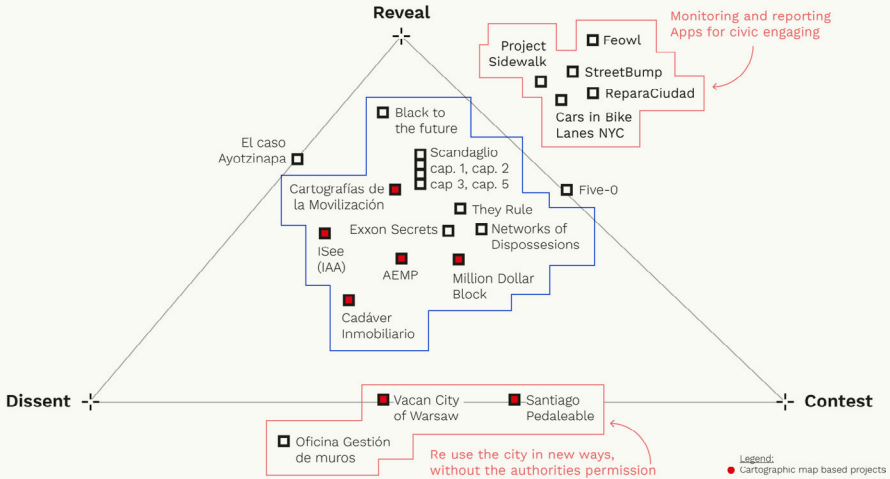 Reveal
Monitoring and reporting
Apps for civic engaging
Project
Sidewalk
Feowl
StreetBump
ReparaCiudad
Cars in Bike
Lanes NYC
Black to
the future
El caso
Ayotzinapa
Scandaglio
cap. 1, cap. 2
cap 3, cap. 5
Cartografías de
la Movilización
Five-0
They Rule
Exxon Secrets
Networks of
Dispossesions
ISee
(IAA)
AEMP
Million Dollar
Block
Cadáver
Inmobiliario
Dissent
Contest
Vacan City
of Warsaw
Santiago
Pedaleable
Oficina Gestión
de muros
Re use the city in new ways,
without the authorities permission
Legend:
Cartographic map based projects